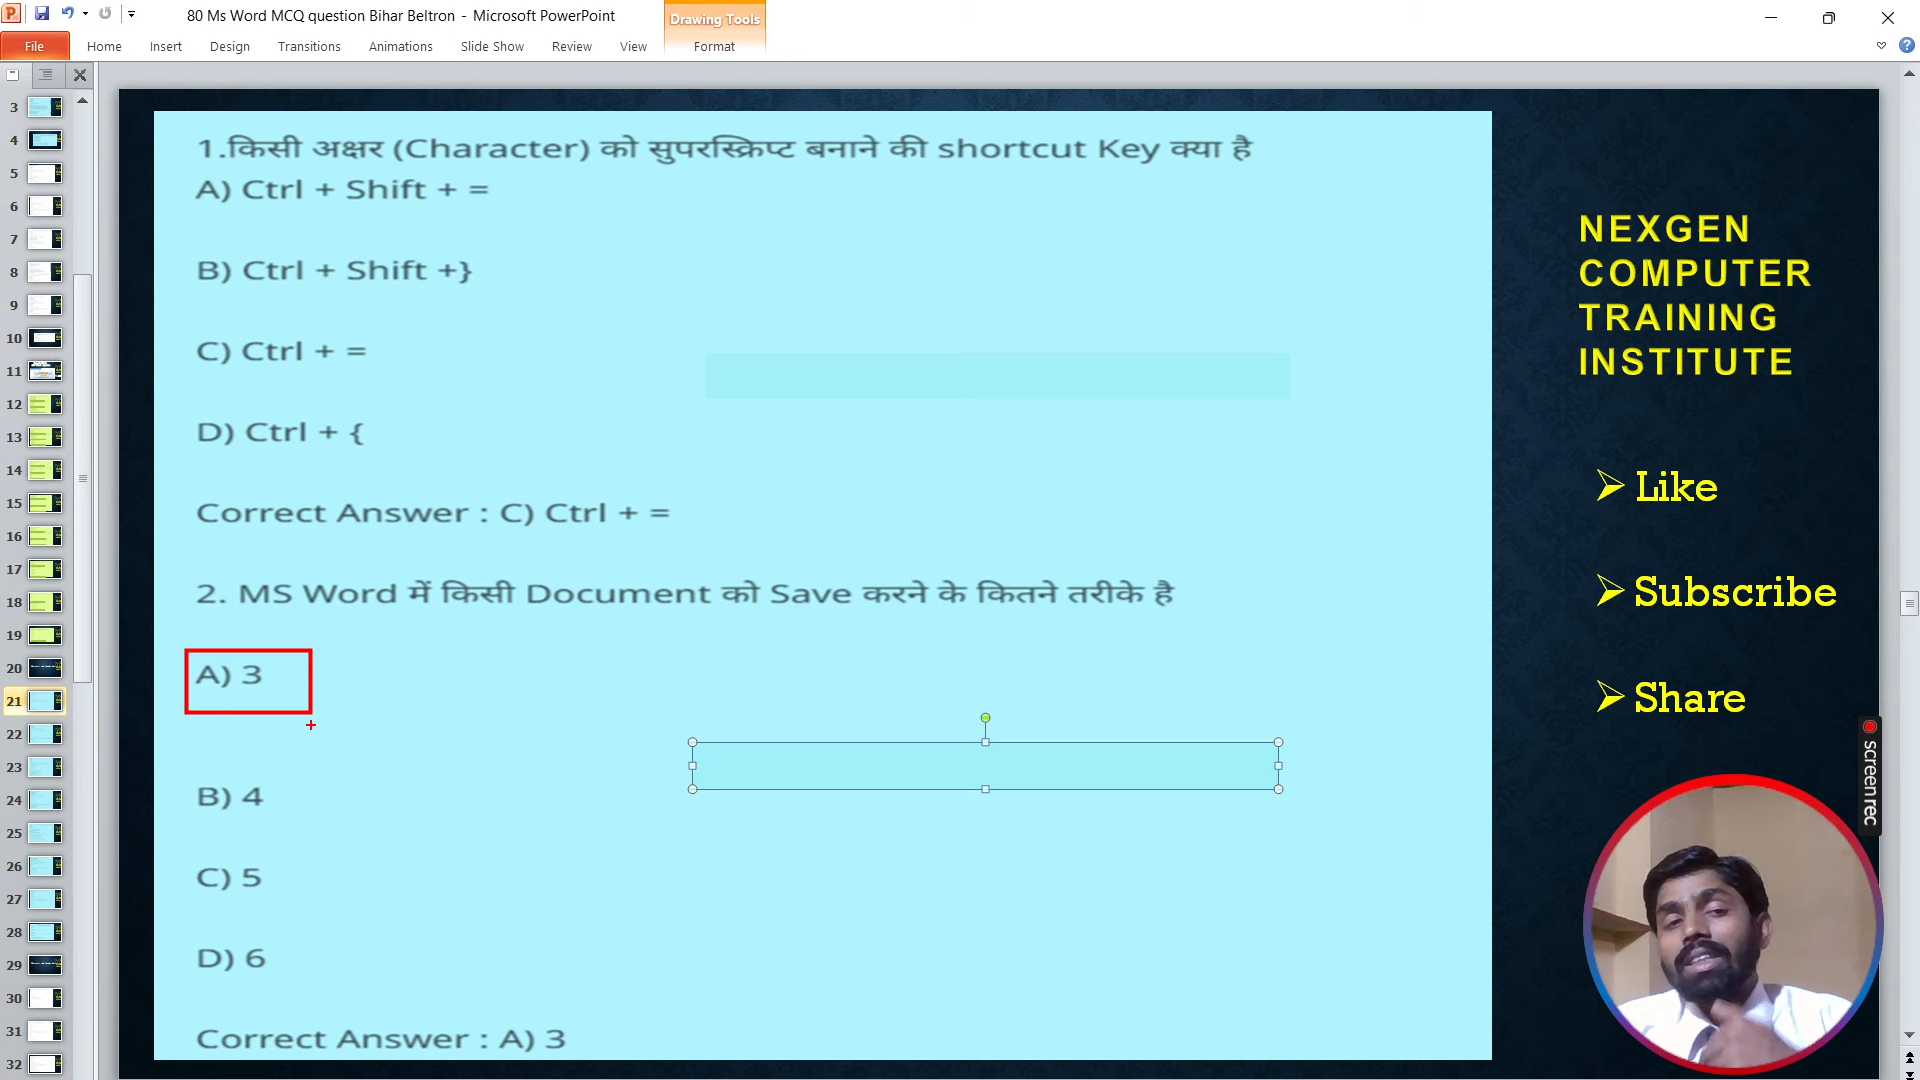 80 Ms Word MCQ question Bihar Beltron - Microsoft PowerPoint
Drawing Tools
File
Home
Insert
Design
Transitions
Animations
Slide Show
Review
View
Format
3
4
5
6
7
8
9
10
11
12
13
14
15
16
17
18
19
20
21
22
23
24
25
26
27
28
29
30
31
32
1.किसी अक्षर (Character) को सुपरस्क्रिप्ट बनाने की shortcut Key क्या है
A) Ctrl + Shift + =
B) Ctrl + Shift +}
C) Ctrl + =
D) Ctrl + {
Correct Answer : C) Ctrl + =
2. MS Word में किसी Document को Save करने के कितने तरीके है
A) 3
B) 4
C) 5
D) 6
Correct Answer : A) 3
NEXGEN
COMPUTER
TRAINING
INSTITUTE
Like
Subscribe
Share
screenrec